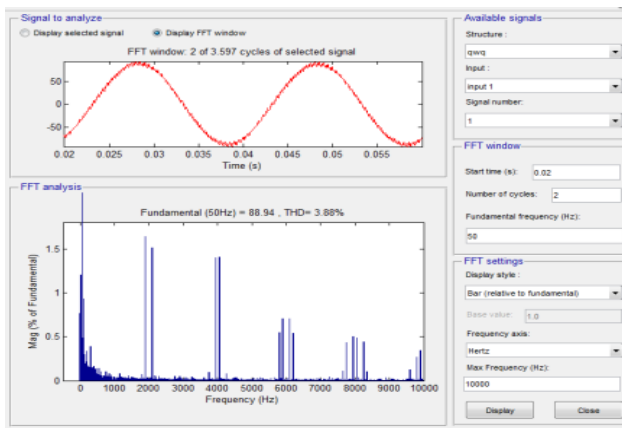 Signal to analyze
Display selected signal
Display FFT window
FFT window: 2 of 3.597 cycles of selected signal
50
0
-50
0.02 0.025 0.03 0.035 0.04 0.045 0.05 0.055
Time (s)
FFT analysis
Fundamental (50Hz) = 88.94 , THD= 3.88%
Mag (% of Fundamental)
1.5
1
0.5
0
0 1000 2000 3000 4000 5000 6000 7000 8000 9000 10000
Frequency (Hz)
Available signals
Structure :
qwq
Input :
input 1
Signal number:
1
FFT window
Start time (s): 0.02
Number of cycles: 2
Fundamental frequency (Hz):
50
FFT settings
Display style :
Bar (relative to fundamental)
Base value: 1.0
Frequency axis:
Hertz
Max Frequency (Hz):
10000
Display Close